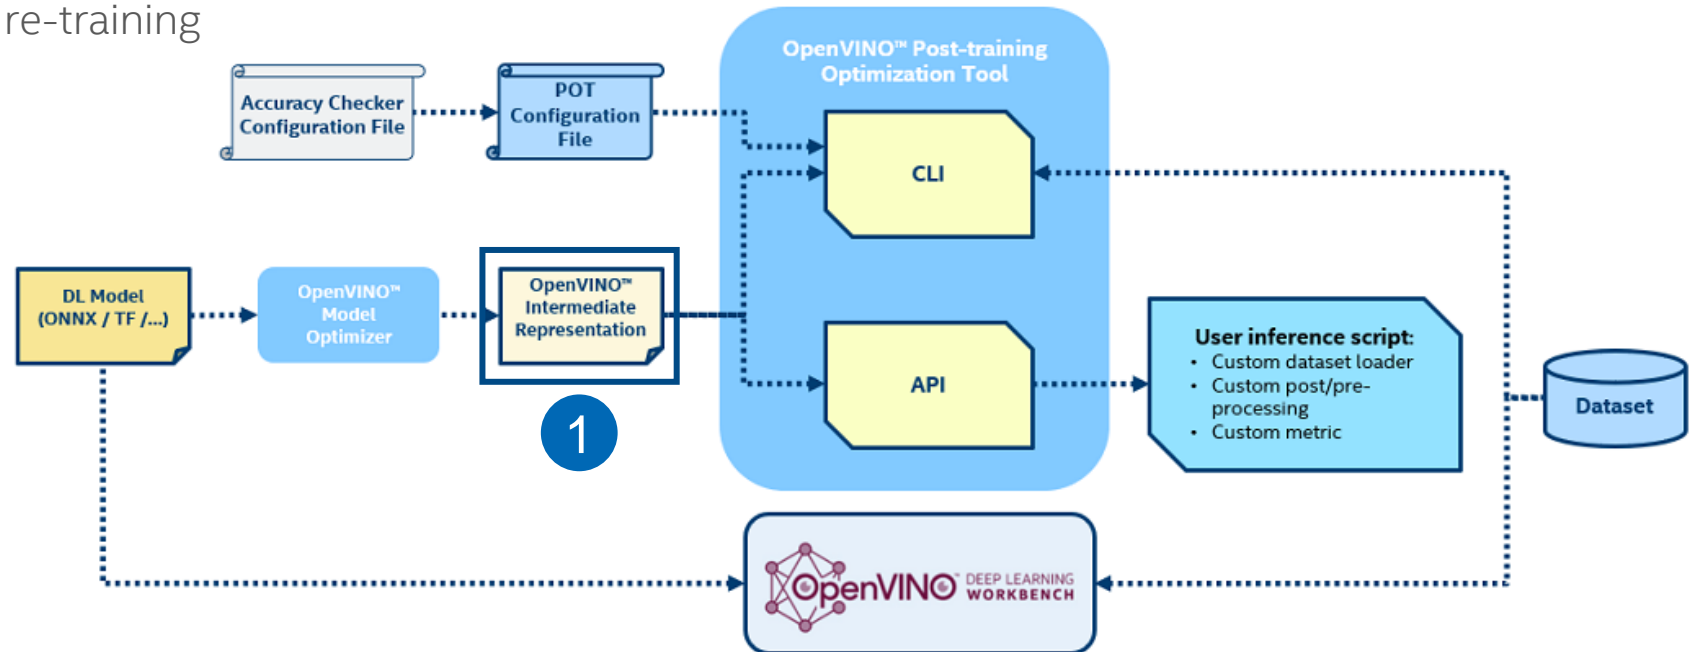 re-training
OpenVINO™ Post-training
Optimization Tool
Accuracy Checker
Configuration File
POT
Configuration
File
CLI
DL Model
(ONNX / TF /...)
OpenVINO™
Model
Optimizer
OpenVINO™
Intermediate
Representation
1
API
User inference script:
• Custom dataset loader
• Custom post/pre-
processing
• Custom metric
Dataset
OpenVINO™ DEEP LEARNING
WORKBENCH